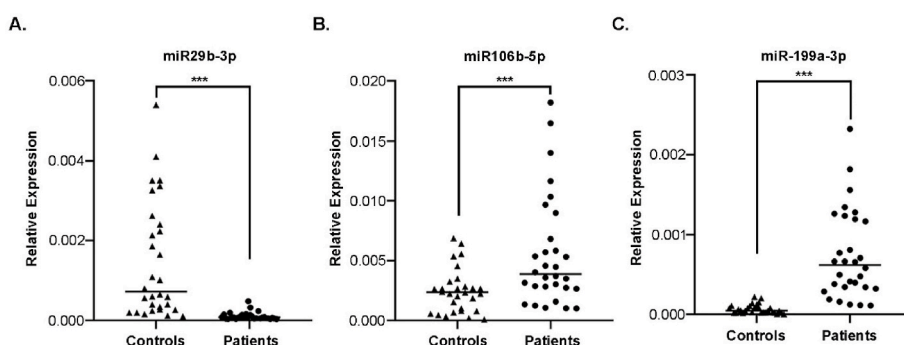 A.
miR29b-3p
0.006
0.004
0.002
0.000
Relative Expression
***
Controls Patients
B.
miR106b-5p
0.020
0.015
0.010
0.005
0.000
Relative Expression
***
Controls Patients
C.
miR-199a-3p
0.003
0.002
0.001
0.000
Relative Expression
***
Controls Patients